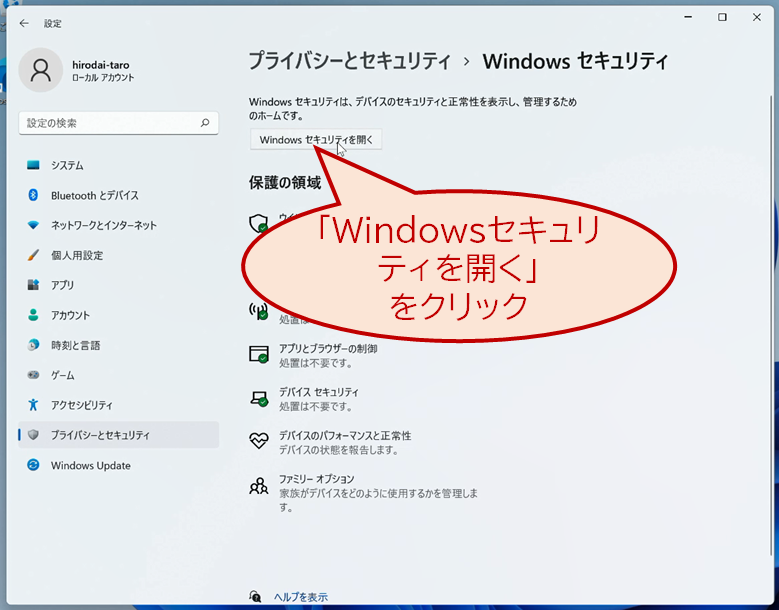 設定
hirodai-taro
ローカル アカウント
設定の検索
システム
Bluetooth とデバイス
ネットワークとインターネット
個人用設定
アプリ
アカウント
時刻と言語
ゲーム
アクセシビリティ
プライバシーとセキュリティ
Windows Update
プライバシーとセキュリティ › Windows セキュリティ
Windows セキュリティは、デバイスのセキュリティと正常性を表示し、管理するため
のホームです。
Windows セキュリティを開く
保護の領域
「Windowsセキュリ
ティを開く」
をクリック
処置は
アプリとブラウザーの制御
処置は不要です。
デバイス セキュリティ
処置は不要です。
デバイスのパフォーマンスと正常性
デバイスの状態を報告します。
ファミリー オプション
家族がデバイスをどのように使用するかを管理しま
す。
ヘルプを表示